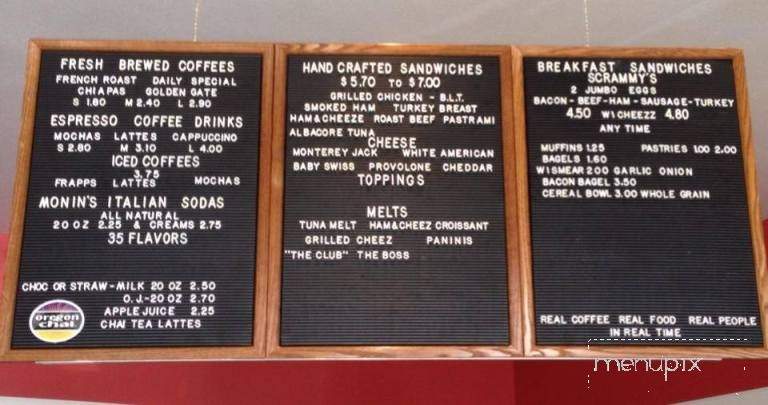 FRESH BREWED COFFEES
FRENCH ROAST DAILY SPECIAL
CHIAPAS GOLDEN GATE
S 1.80 M 2.40 L 2.90
ESPRESSO COFFEE DRINKS
MOCHAS LATTES CAPPUCCINO
S 2.80 M 3.10 L 4.00
ICED COFFEES
3.75
FRAPPS LATTES MOCHAS
MONIN'S ITALIAN SODAS
ALL NATURAL
20 OZ 2.25 & CREAMS 2.75
35 FLAVORS
CHOC OR STRAW-MILK 20 OZ 2.50
O.J.-20 OZ 2.70
APPLE JUICE 2.25
CHAI TEA LATTES
oregon
chai
HAND CRAFTED SANDWICHES
$5.70 TO $7.00
GRILLED CHICKEN - B.L.T.
SMOKED HAM TURKEY BREAST
HAM&CHEEZE ROAST BEEF PASTRAMI
ALBACORE TUNA
CHEESE
MONTEREY JACK WHITE AMERICAN
BABY SWISS PROVOLONE CHEDDAR
TOPPINGS
MELTS
TUNA MELT HAM&CHEEZ CROISSANT
GRILLED CHEEZ PANINIS
"THE CLUB" THE BOSS
BREAKFAST SANDWICHES
SCRAMMY'S
2 JUMBO EGGS
BACON-BEEF-HAM-SAUSAGE-TURKEY
4.50 W/CHEEZZ 4.80
ANY TIME
MUFFINS 1.25 PASTRIES 1.00 2.00
BAGELS 1.60
W/SMEAR 2.00 GARLIC ONION
BACON BAGEL 3.50
CEREAL BOWL 3.00 WHOLE GRAIN
REAL COFFEE REAL FOOD REAL PEOPLE
IN REAL TIME
menupix